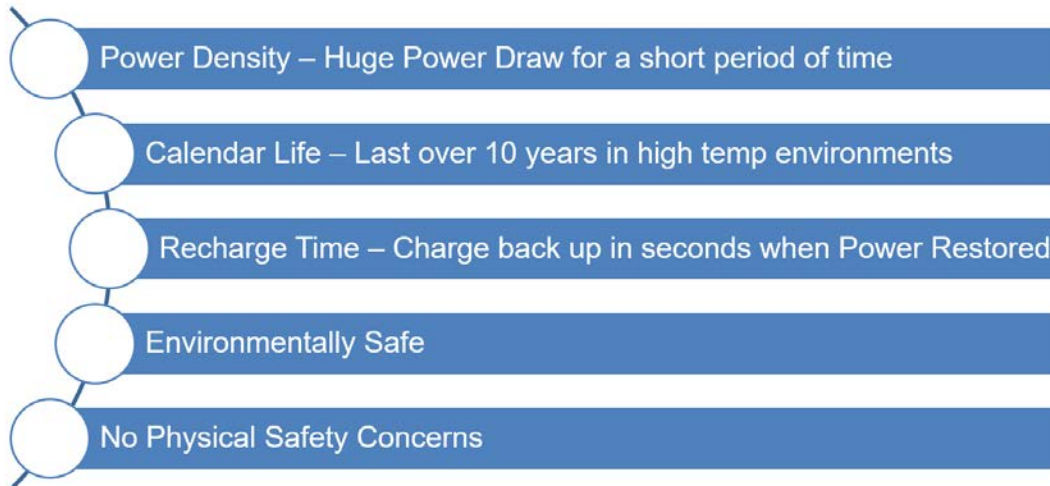 Power Density – Huge Power Draw for a short period of time
Calendar Life – Last over 10 years in high temp environments
Recharge Time – Charge back up in seconds when Power Restored
Environmentally Safe
No Physical Safety Concerns